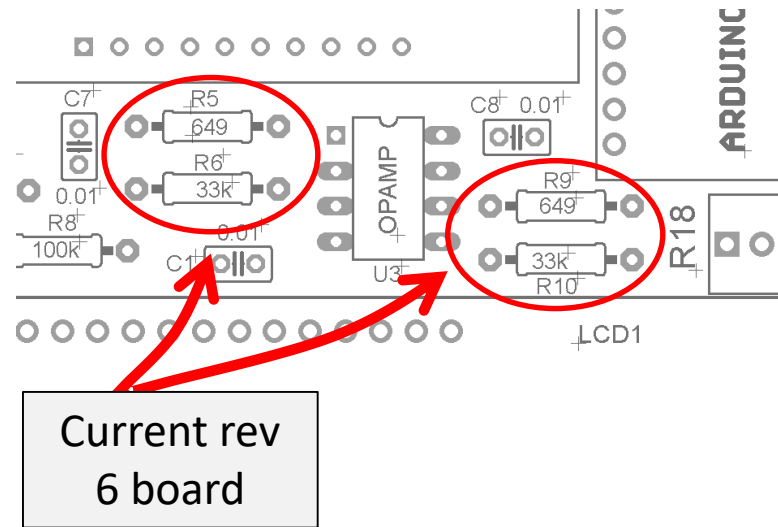 C7
R5
649
R6
33k
0.01
R8
100k
0.01
C1
OPAMP
U3
C8 0.01
R9
649
33k
R10
R18
ARDUINO
LCD1
Current rev
6 board